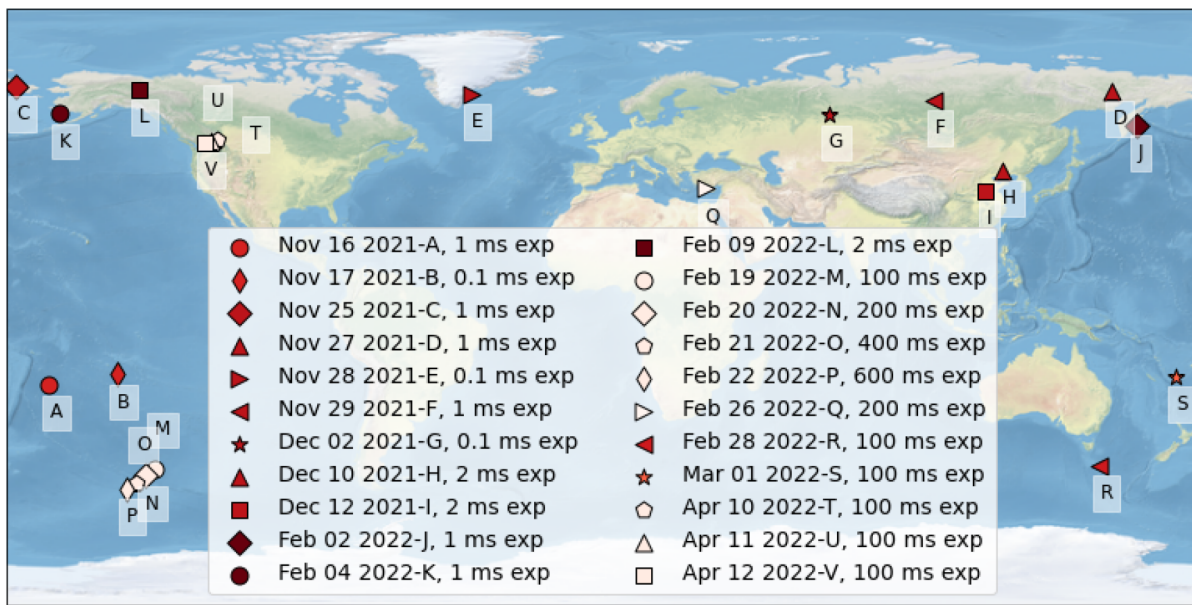 C
K
L
U
T
V
E
G
F
D
J
H
I
Q
Nov 16 2021-A, 1 ms exp
Nov 17 2021-B, 0.1 ms exp
Nov 25 2021-C, 1 ms exp
Nov 27 2021-D, 1 ms exp
Nov 28 2021-E, 0.1 ms exp
Nov 29 2021-F, 1 ms exp
Dec 02 2021-G, 0.1 ms exp
Dec 10 2021-H, 2 ms exp
Dec 12 2021-I, 2 ms exp
Feb 02 2022-J, 1 ms exp
Feb 04 2022-K, 1 ms exp
Feb 09 2022-L, 2 ms exp
Feb 19 2022-M, 100 ms exp
Feb 20 2022-N, 200 ms exp
Feb 21 2022-O, 400 ms exp
Feb 22 2022-P, 600 ms exp
Feb 26 2022-Q, 200 ms exp
Feb 28 2022-R, 100 ms exp
Mar 01 2022-S, 100 ms exp
Apr 10 2022-T, 100 ms exp
Apr 11 2022-U, 100 ms exp
Apr 12 2022-V, 100 ms exp
A
B
S
M
O
R
N
P